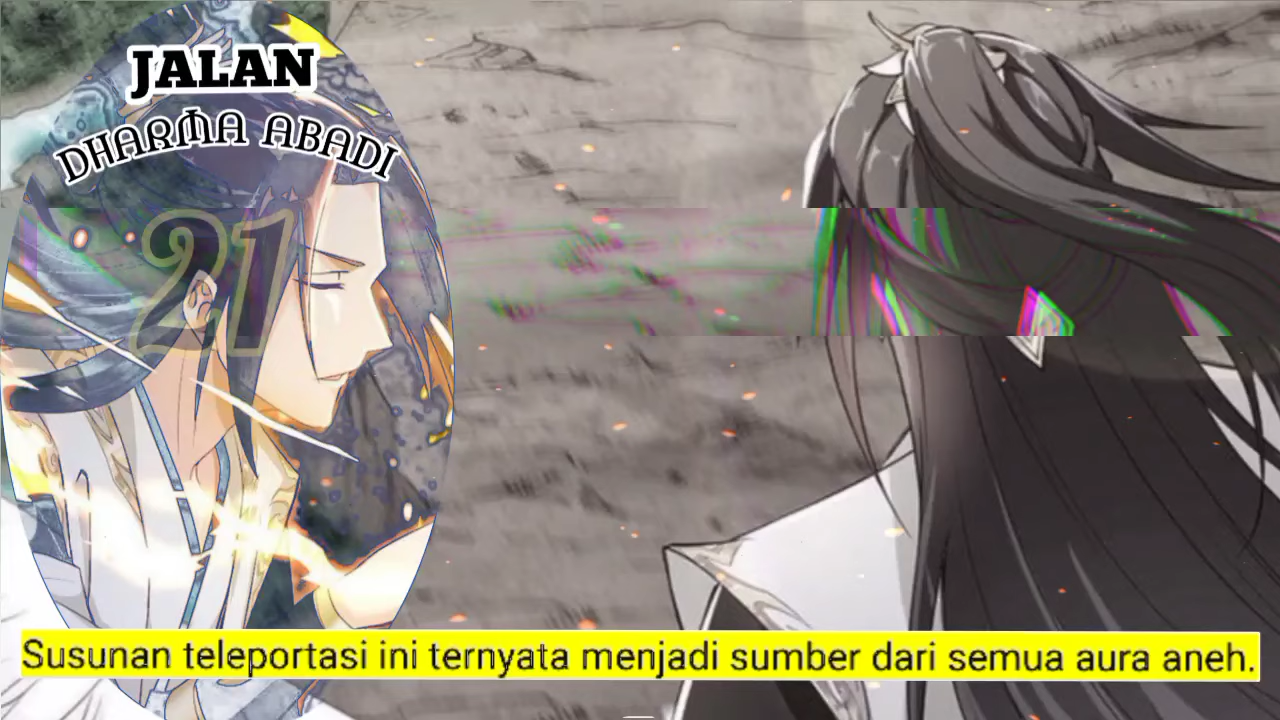 JALAN
DHARMA ABADI
21
Susunan teleportasi ini ternyata menjadi sumber dari semua aura aneh.